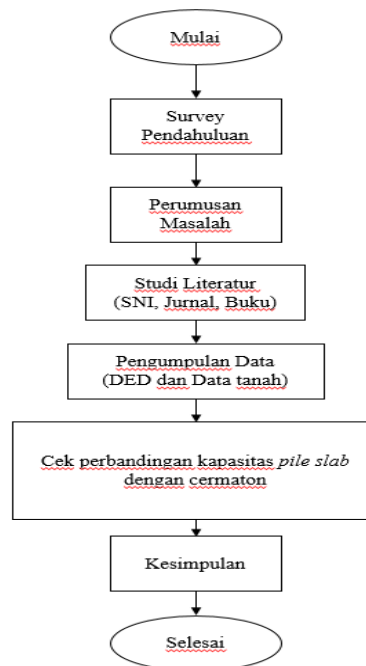 Mulai
Survey
Pendahuluan
Perumusan
Masalah
Studi Literatur
(SNI, Jurnal, Buku)
Pengumpulan Data
(DED dan Data tanah)
Cek perbandingan kapasitas pile slab
dengan cermaton
Kesimpulan
Selesai